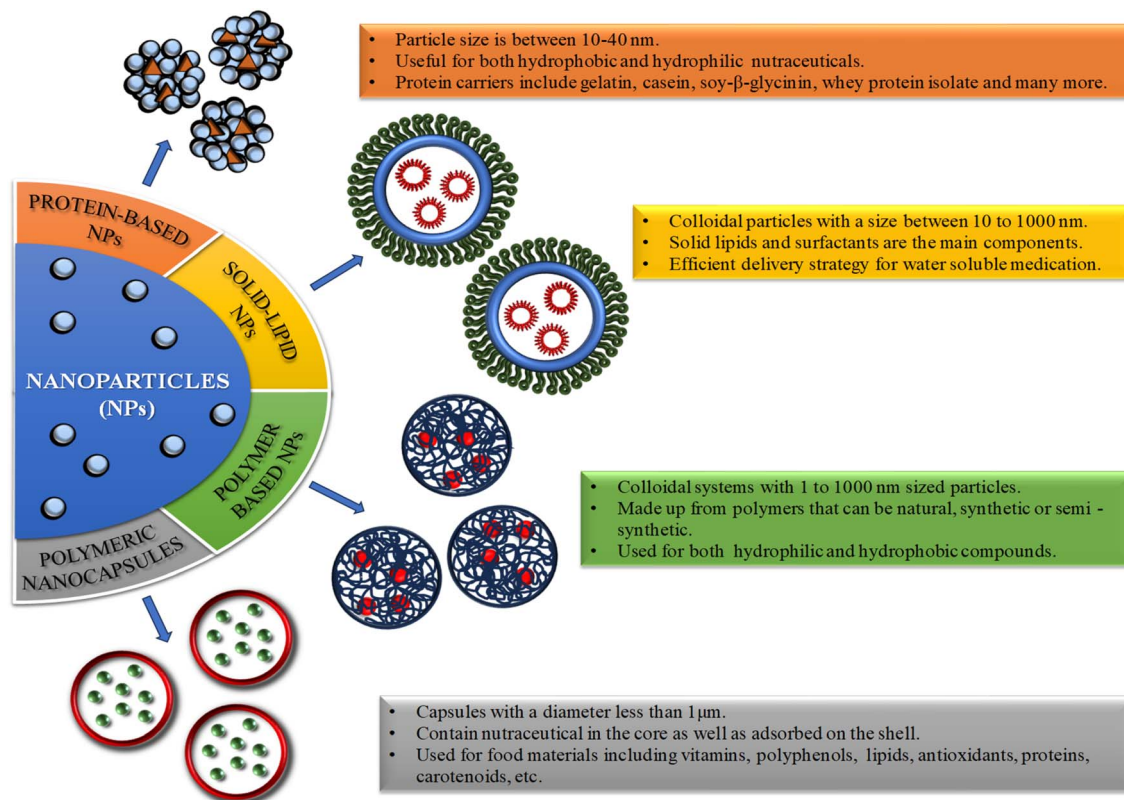 • Particle size is between 10-40 nm.
• Useful for both hydrophobic and hydrophilic nutraceuticals.
• Protein carriers include gelatin, casein, soy-β-glycinin, whey protein isolate and many more.
PROTEIN-BASED
NPs
SOLID-LIPID
NPs
• Colloidal particles with a size between 10 to 1000 nm.
• Solid lipids and surfactants are the main components.
• Efficient delivery strategy for water soluble medication.
NANOPARTICLES
(NPs)
POLYMER
BASED NPs
• Colloidal systems with 1 to 1000 nm sized particles.
• Made up from polymers that can be natural, synthetic or semi -
synthetic.
• Used for both hydrophilic and hydrophobic compounds.
POLYMERIC
NANOCAPSULES
• Capsules with a diameter less than 1μm.
• Contain nutraceutical in the core as well as adsorbed on the shell.
• Used for food materials including vitamins, polyphenols, lipids, antioxidants, proteins,
carotenoids, etc.